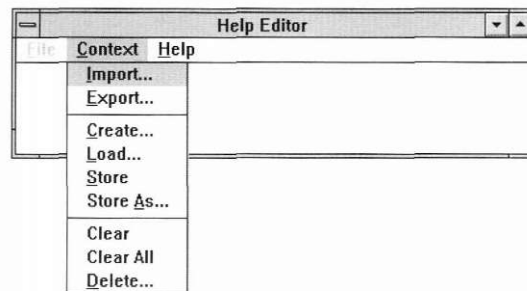 Help Editor
File Context Help
Import...
Export...
Create...
Load...
Store
Store As...
Clear
Clear All
Delete...